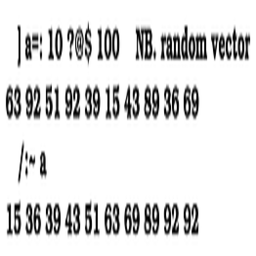 ] a=: 10 ?@$ 100 NB. random vector
63 92 51 92 39 15 43 89 36 69
/:~ a
15 36 39 43 51 63 69 89 92 92